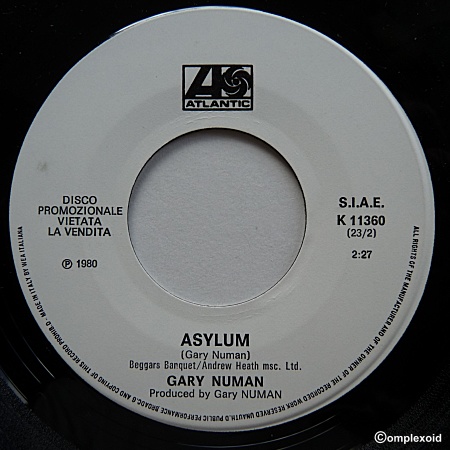 ATLANTIC
DISCO
PROMOZIONALE
VIETATA
LA VENDITA
℗ 1980
S.I.A.E.
K 11360
(23/2)
2:27
ASYLUM
(Gary Numan)
Beggars Banquet/Andrew Heath msc. Ltd.
GARY NUMAN
Produced by Gary NUMAN
ALL RIGHTS OF THE MANUFACTURER AND OF THE OWNER OF THE RECORDED WORK RESERVED UNAUTH.D PUBLIC PERFORMANCE BROADC.G AND COPYING OF THIS RECORD PROHIB.D - MADE IN ITALY BY WEA ITALIANA
©omplexoid